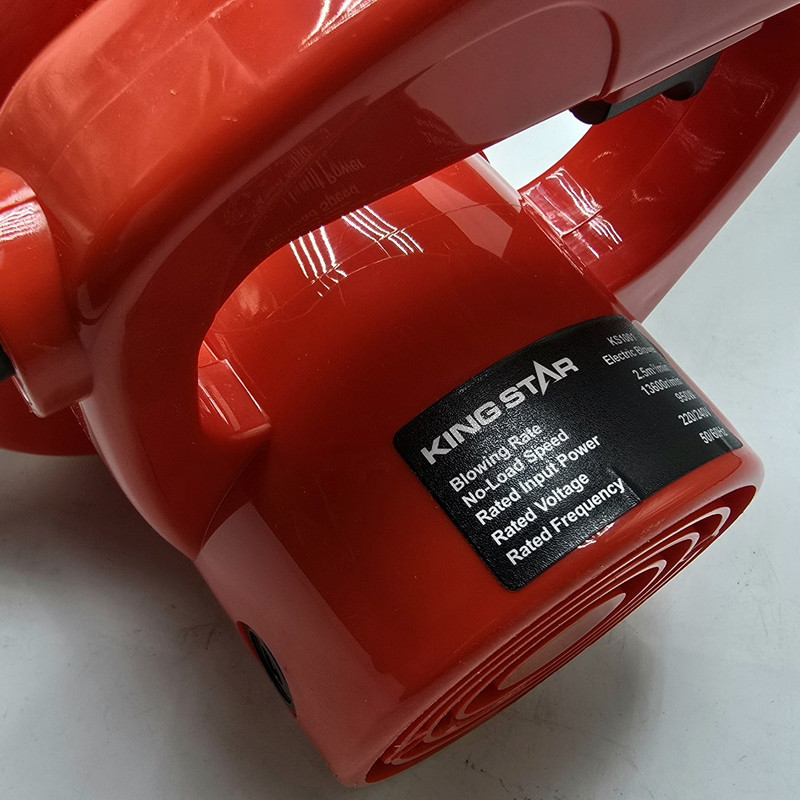 KINGSTAR KS1001
Electric Blower
Blowing Rate 2.5m³/min
No-Load Speed 13600r/min
Rated Input Power
Rated Voltage 220/240V
Rated Frequency 50/60Hz